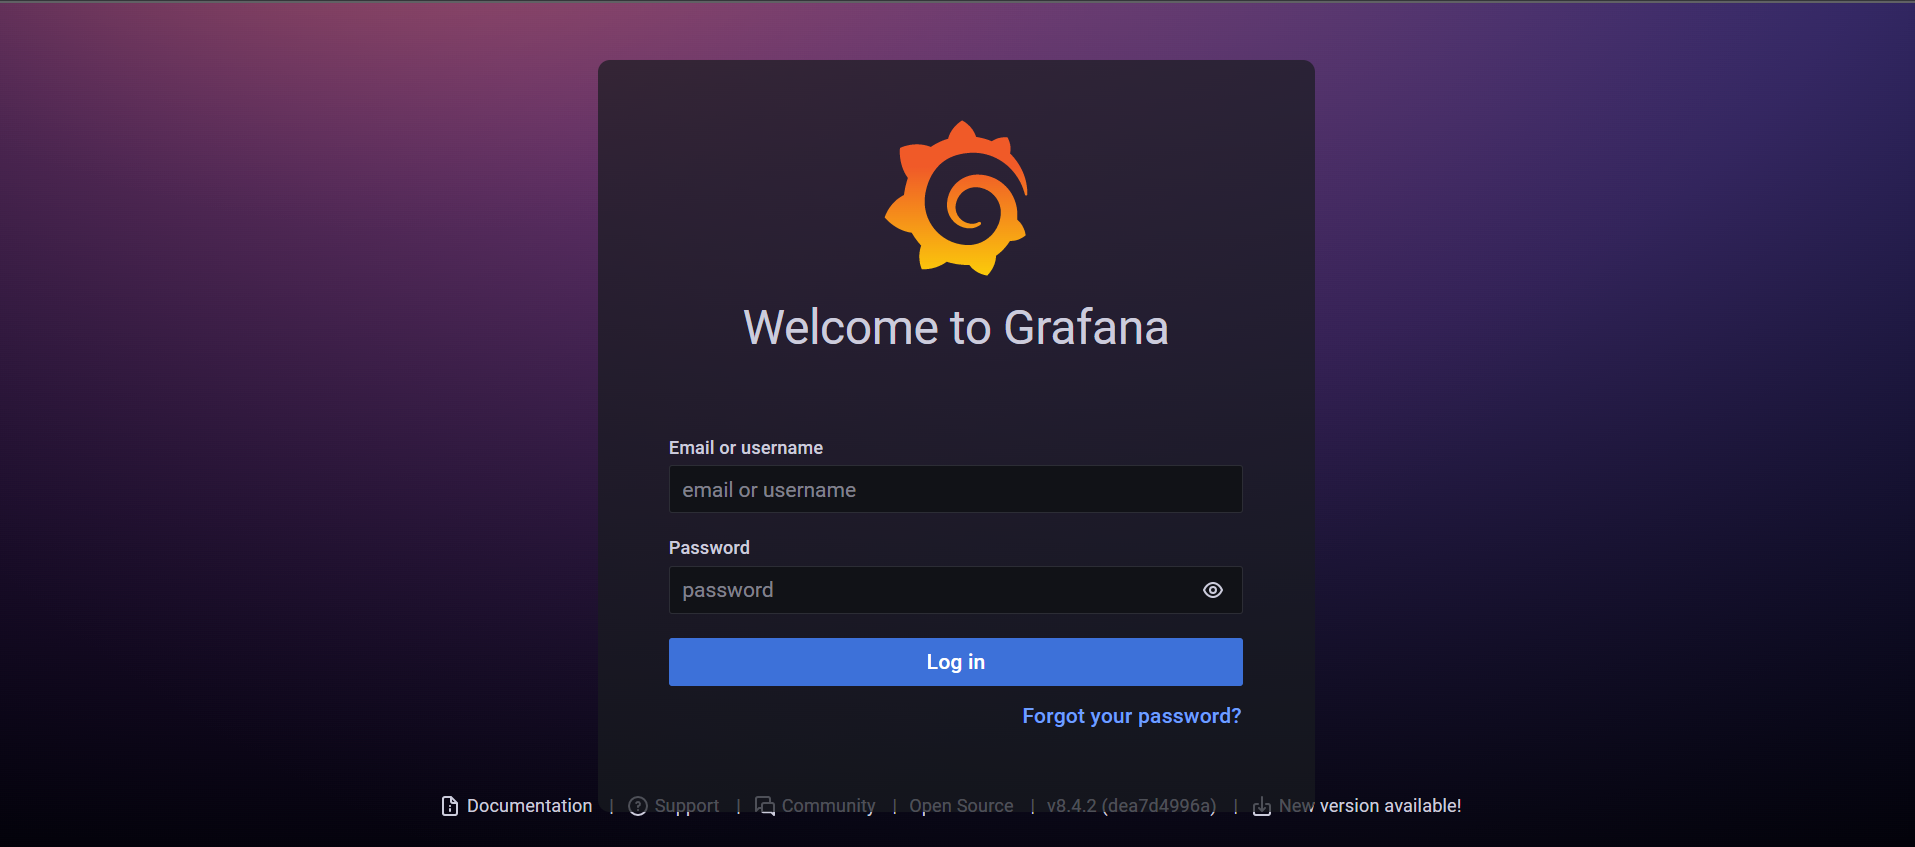 Welcome to Grafana
Email or username
email or username
Password
password
Log in
Forgot your password?
Documentation | Support | Community | Open Source | v8.4.2 (dea7d4996a) | New version available!